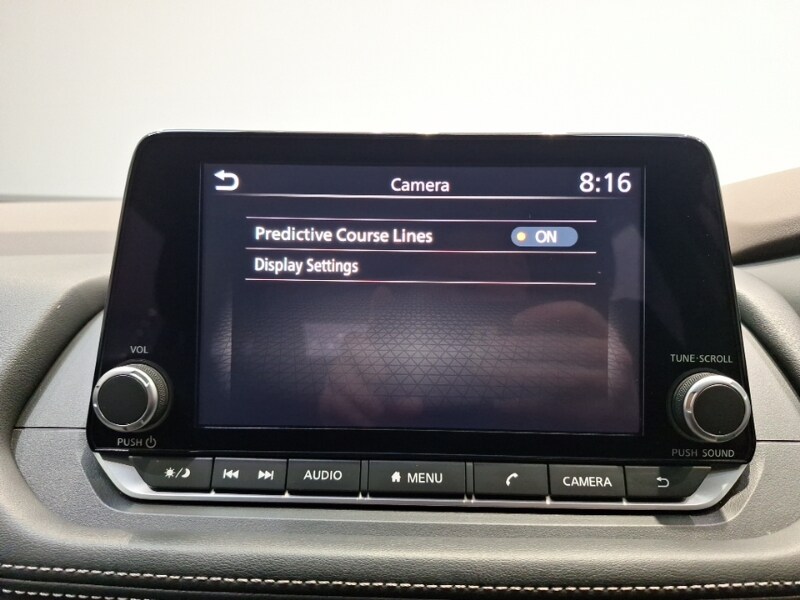 Camera 8:16
Predictive Course Lines ON
Display Settings
VOL
TUNE·SCROLL
PUSH
PUSH SOUND
AUDIO MENU CAMERA